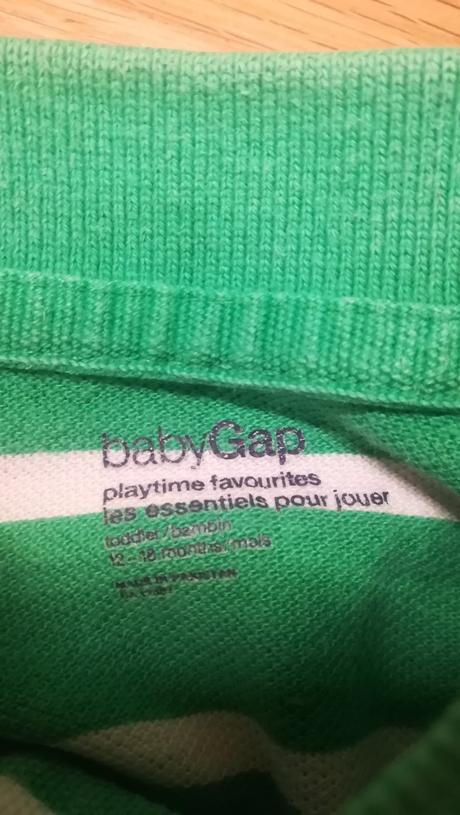 babyGap
playtime favourites
les essentiels pour jouer
toddler/bambin
12-18 months/mois
MADE IN PAKISTAN